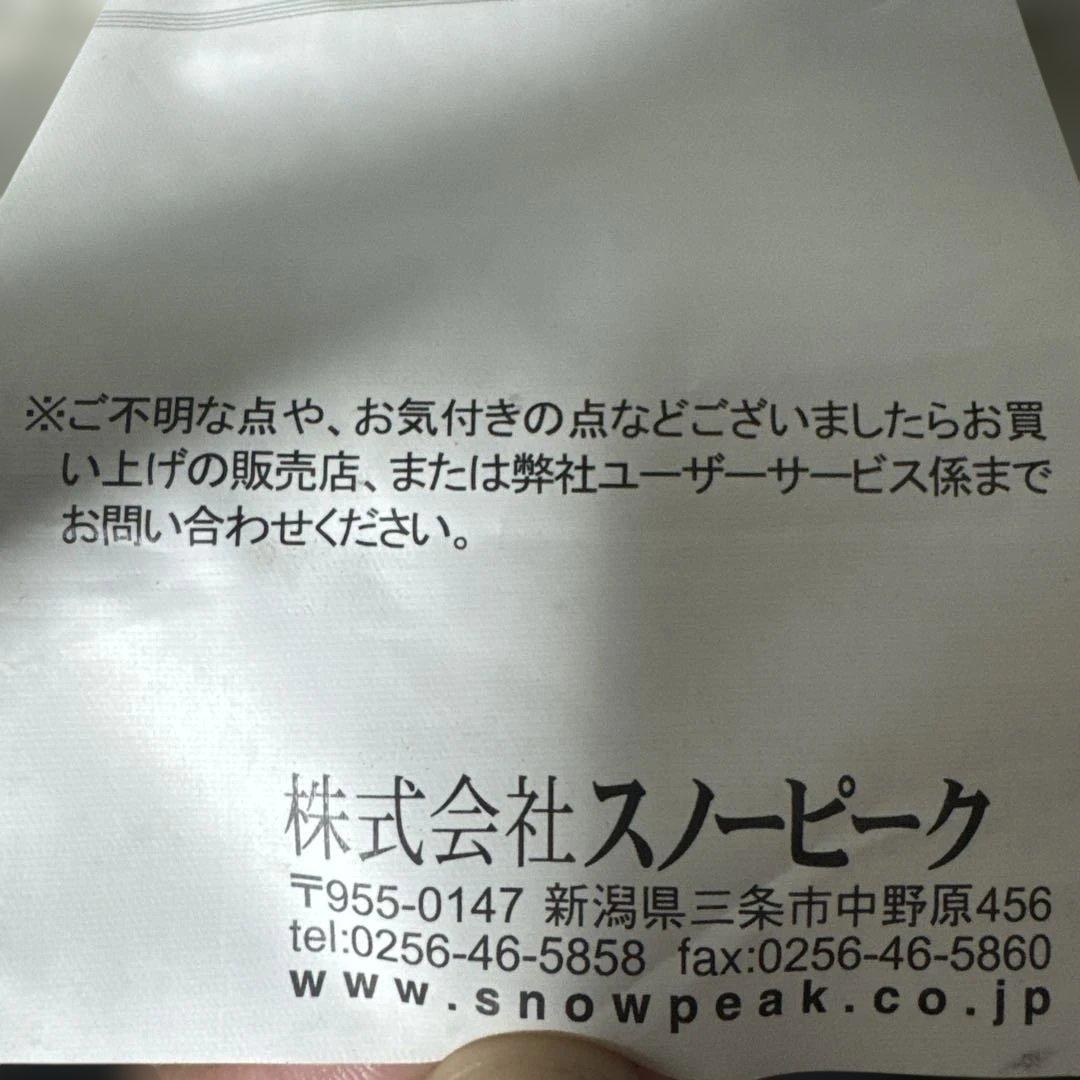 ※ご不明な点や、お気付きの点などございましたらお買
い上げの販売店、または弊社ユーザーサービス係まで
お問い合わせください。
株式会社スノーピーク
〒955-0147 新潟県三条市中野原456
tel:0256-46-5858 fax:0256-46-5860
www.snowpeak.co.jp